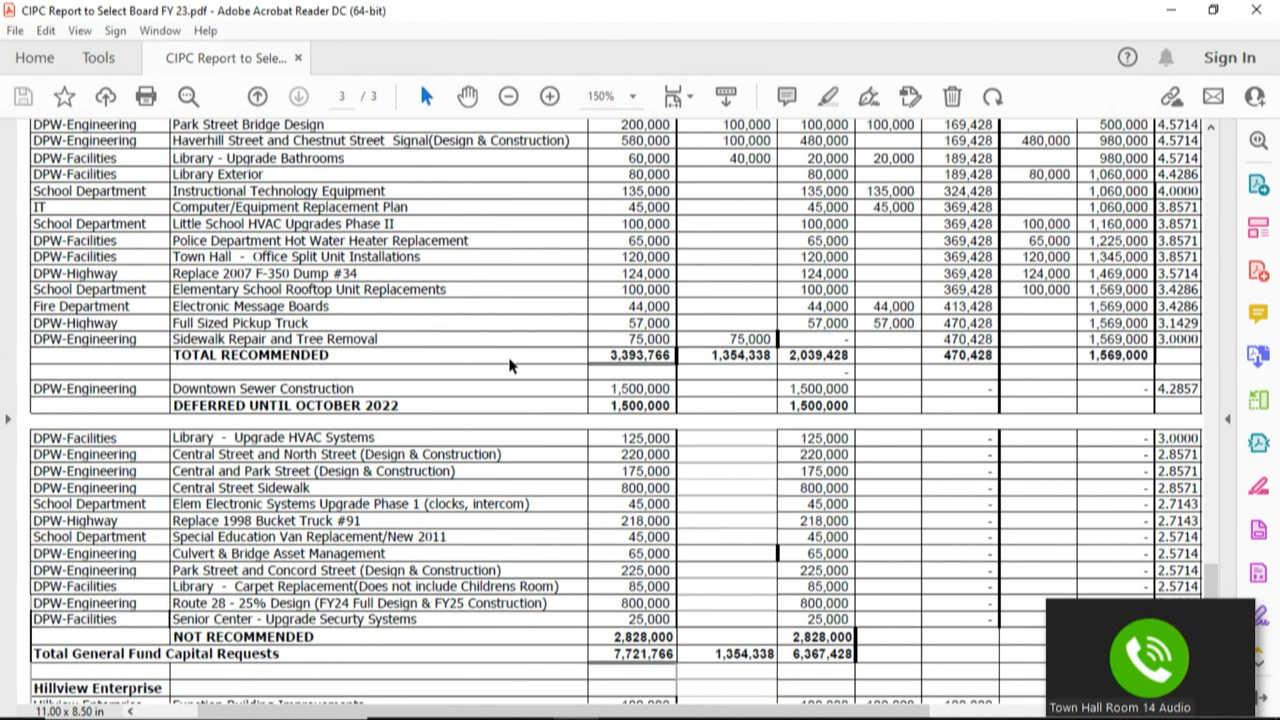 CIPC Report to Select Board FY 23.pdf - Adobe Acrobat Reader DC (64-bit)
File Edit View Sign Window Help
Home Tools CIPC Report to Sele... × Sign In
3 / 3 150%
DPW-Engineering Park Street Bridge Design 200,000 100,000 100,000 100,000 169,428 500,000 4.5714
DPW-Engineering Haverhill Street and Chestnut Street Signal(Design & Construction) 580,000 100,000 480,000 169,428 480,000 980,000 4.5714
DPW-Facilities Library - Upgrade Bathrooms 60,000 40,000 20,000 20,000 189,428 980,000 4.5714
DPW-Facilities Library Exterior 80,000 80,000 189,428 80,000 1,060,000 4.4286
School Department Instructional Technology Equipment 135,000 135,000 135,000 324,428 1,060,000 4.0000
IT Computer/Equipment Replacement Plan 45,000 45,000 45,000 369,428 1,060,000 3.8571
School Department Little School HVAC Upgrades Phase II 100,000 100,000 369,428 100,000 1,160,000 3.8571
DPW-Facilities Police Department Hot Water Heater Replacement 65,000 65,000 369,428 65,000 1,225,000 3.8571
DPW-Facilities Town Hall - Office Split Unit Installations 120,000 120,000 369,428 120,000 1,345,000 3.8571
DPW-Highway Replace 2007 F-350 Dump #34 124,000 124,000 369,428 124,000 1,469,000 3.5714
School Department Elementary School Rooftop Unit Replacements 100,000 100,000 369,428 100,000 1,569,000 3.4286
Fire Department Electronic Message Boards 44,000 44,000 44,000 413,428 1,569,000 3.4286
DPW-Highway Full Sized Pickup Truck 57,000 57,000 57,000 470,428 1,569,000 3.1429
DPW-Engineering Sidewalk Repair and Tree Removal 75,000 75,000 - 470,428 1,569,000 3.0000
TOTAL RECOMMENDED 3,393,766 1,354,338 2,039,428 470,428 1,569,000
-
DPW-Engineering Downtown Sewer Construction 1,500,000 1,500,000 - - 4.2857
DEFERRED UNTIL OCTOBER 2022 1,500,000 1,500,000
DPW-Facilities Library - Upgrade HVAC Systems 125,000 125,000 - - 3.0000
DPW-Engineering Central Street and North Street (Design & Construction) 220,000 220,000 - - 2.8571
DPW-Engineering Central and Park Street (Design & Construction) 175,000 175,000 - - 2.8571
DPW-Engineering Central Street Sidewalk 800,000 800,000 - - 2.8571
School Department Elem Electronic Systems Upgrade Phase 1 (clocks, intercom) 45,000 45,000 - - 2.7143
DPW-Highway Replace 1998 Bucket Truck #91 218,000 218,000 - - 2.7143
School Department Special Education Van Replacement/New 2011 45,000 45,000 - - 2.5714
DPW-Engineering Culvert & Bridge Asset Management 65,000 65,000 - - 2.5714
DPW-Engineering Park Street and Concord Street (Design & Construction) 225,000 225,000 - - 2.5714
DPW-Facilities Library - Carpet Replacement(Does not include Childrens Room) 85,000 85,000 - - 2.5714
DPW-Engineering Route 28 - 25% Design (FY24 Full Design & FY25 Construction) 800,000 800,000 -
DPW-Facilities Senior Center - Upgrade Securty Systems 25,000 25,000 -
NOT RECOMMENDED 2,828,000 2,828,000
Total General Fund Capital Requests 7,721,766 1,354,338 6,367,428
Hillview Enterprise
11.00 x 8.50 in
Town Hall Room 14 Audio